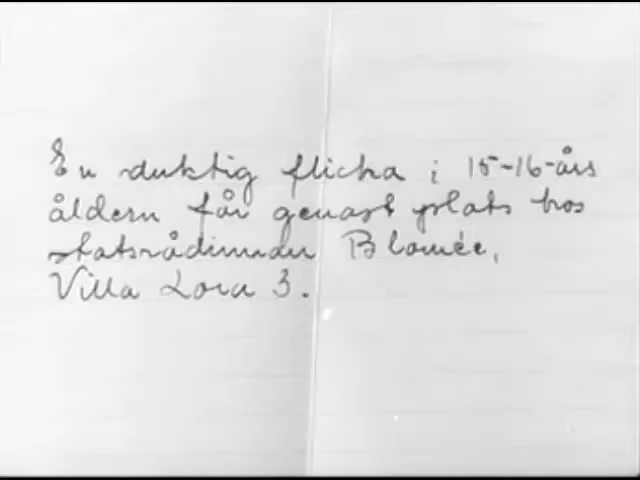 En duktig flicka i 15-16-års
åldern får genast plats hos
statsrådinnan Blomée,
Villa Lora 3.